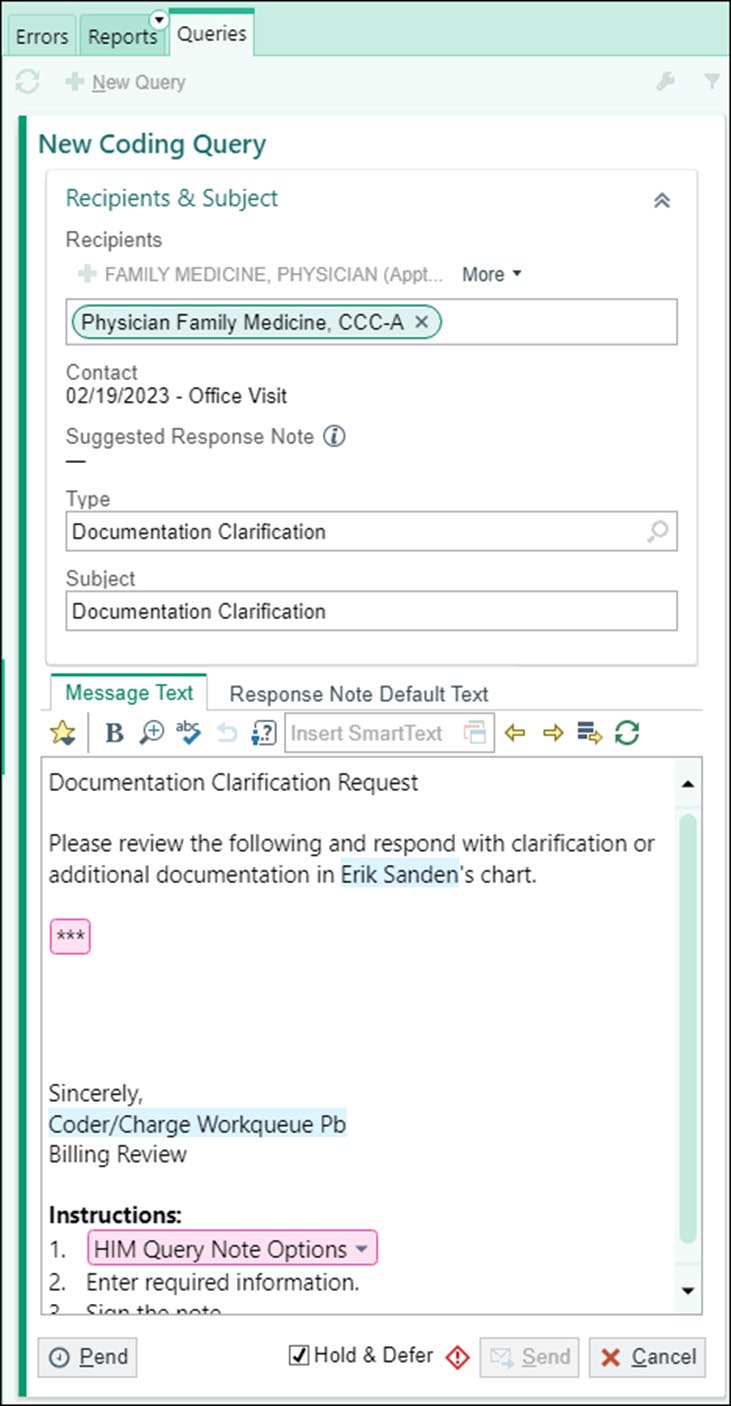 Errors Reports Queries
New Query
New Coding Query
Recipients & Subject
Recipients
FAMILY MEDICINE, PHYSICIAN (Appt... More
Physician Family Medicine, CCC-A
Contact
02/19/2023 - Office Visit
Suggested Response Note
—
Type
Documentation Clarification
Subject
Documentation Clarification
Message Text Response Note Default Text
B abc Insert SmartText
Documentation Clarification Request
Please review the following and respond with clarification or
additional documentation in Erik Sanden's chart.
***
Sincerely,
Coder/Charge Workqueue Pb
Billing Review
Instructions:
1. HIM Query Note Options
2. Enter required information.
3. Sign the note
Pend Hold & Defer Send Cancel